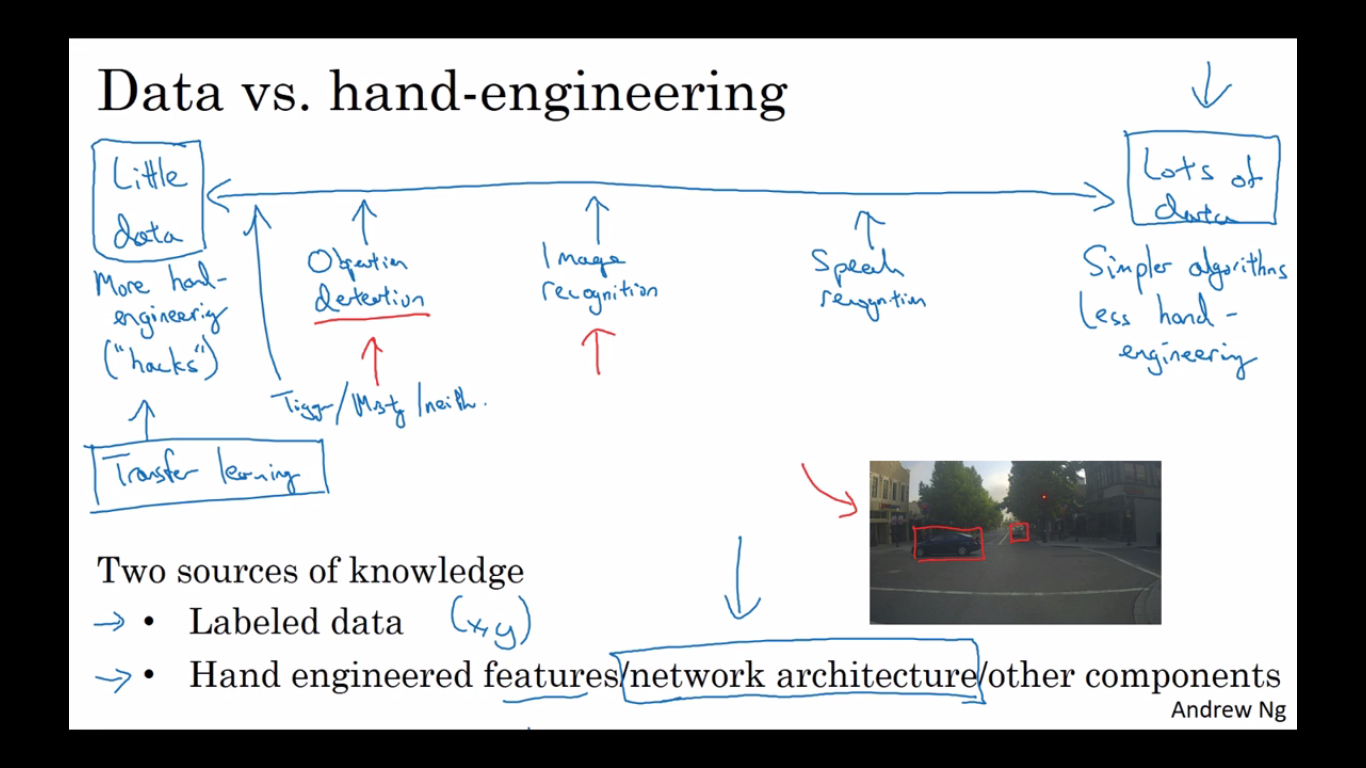 Data vs. hand-engineering
Little
data
Lots of
data
More hand-
engineering
("hacks")
Object
detection
Image
recognition
Speech
recognition
Simpler algorithms
Less hand-
engineering
Tigger/Misty/neith.
Transfer learning
Two sources of knowledge
→ • Labeled data (x,y)
→ • Hand engineered features/network architecture/other components
Andrew Ng